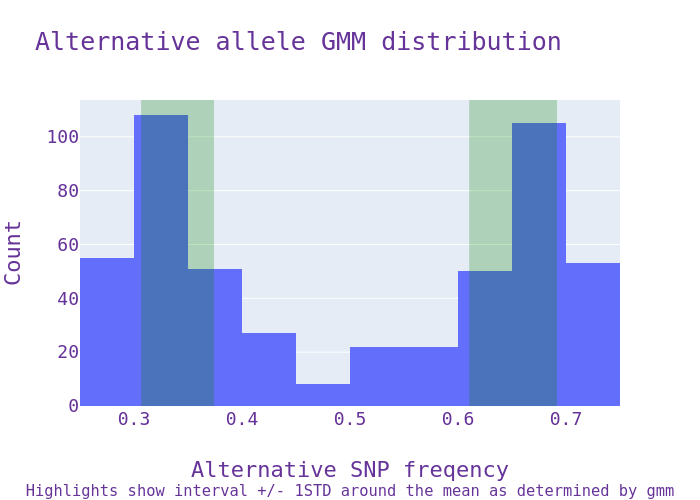 Alternative allele GMM distribution
Count
100
80
60
40
20
0
0.3
0.4
0.5
0.6
0.7
Alternative SNP freqency
Highlights show interval +/- 1STD around the mean as determined by gmm